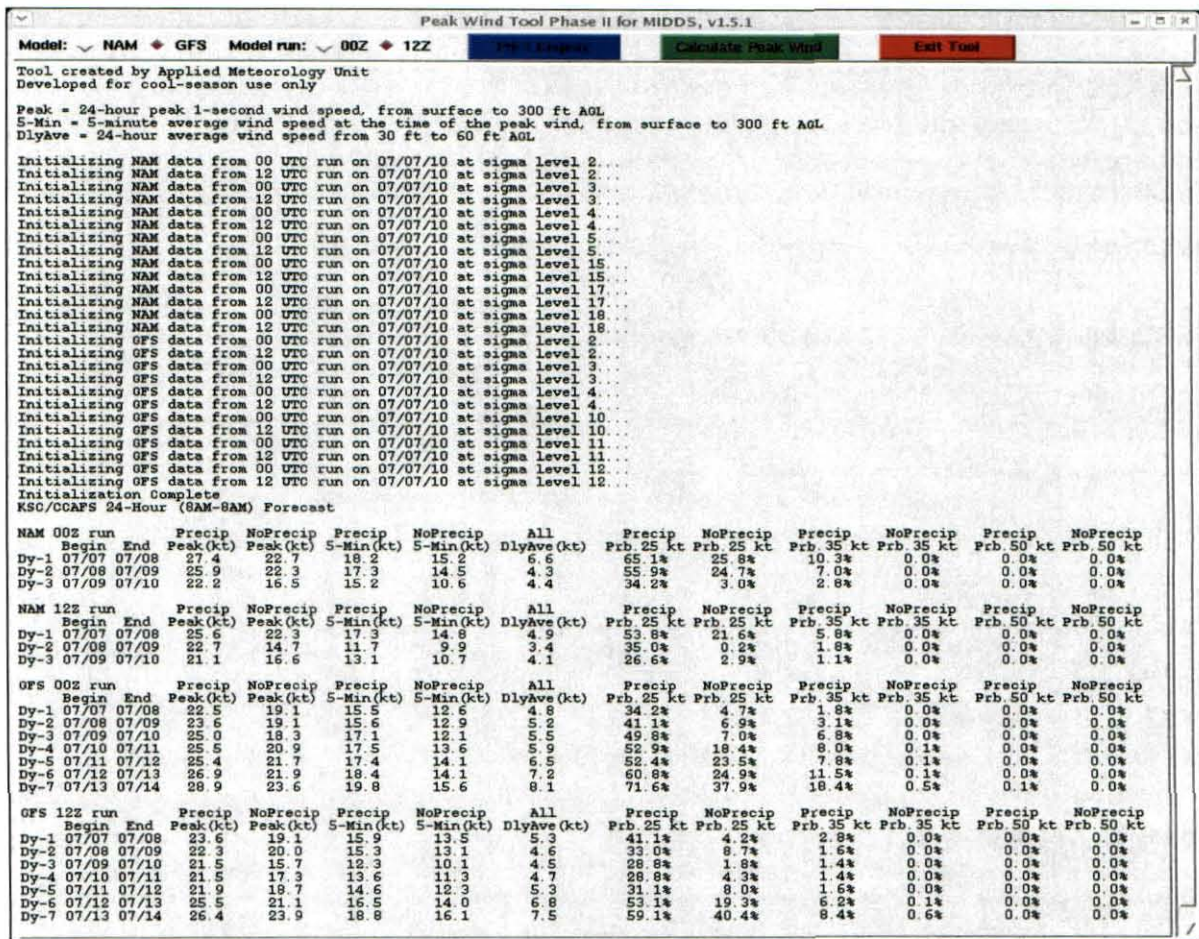 Peak Wind Tool Phase II for MIDDS, v1.5.1
Model: NAM GFS Model run: 00Z 12Z Calculate Peak Wind Exit Tool
Tool created by Applied Meteorology Unit
Developed for cool-season use only
Peak = 24-hour peak 1-second wind speed, from surface to 300 ft AGL
5-Min = 5-minute average wind speed at the time of the peak wind, from surface to 300 ft AGL
DlyAve = 24-hour average wind speed from 30 ft to 60 ft AGL
Initializing NAM data from 00 UTC run on 07/07/10 at sigma level 2...
Initializing NAM data from 12 UTC run on 07/07/10 at sigma level 2...
Initializing NAM data from 00 UTC run on 07/07/10 at sigma level 3...
Initializing NAM data from 12 UTC run on 07/07/10 at sigma level 3...
Initializing NAM data from 00 UTC run on 07/07/10 at sigma level 4...
Initializing NAM data from 12 UTC run on 07/07/10 at sigma level 4...
Initializing NAM data from 00 UTC run on 07/07/10 at sigma level 5...
Initializing NAM data from 12 UTC run on 07/07/10 at sigma level 5...
Initializing NAM data from 00 UTC run on 07/07/10 at sigma level 15...
Initializing NAM data from 12 UTC run on 07/07/10 at sigma level 15...
Initializing NAM data from 00 UTC run on 07/07/10 at sigma level 17...
Initializing NAM data from 12 UTC run on 07/07/10 at sigma level 17...
Initializing NAM data from 00 UTC run on 07/07/10 at sigma level 18...
Initializing NAM data from 12 UTC run on 07/07/10 at sigma level 18...
Initializing GFS data from 00 UTC run on 07/07/10 at sigma level 2...
Initializing GFS data from 12 UTC run on 07/07/10 at sigma level 2...
Initializing GFS data from 00 UTC run on 07/07/10 at sigma level 3...
Initializing GFS data from 12 UTC run on 07/07/10 at sigma level 3...
Initializing GFS data from 00 UTC run on 07/07/10 at sigma level 4...
Initializing GFS data from 12 UTC run on 07/07/10 at sigma level 4...
Initializing GFS data from 00 UTC run on 07/07/10 at sigma level 10...
Initializing GFS data from 12 UTC run on 07/07/10 at sigma level 10...
Initializing GFS data from 00 UTC run on 07/07/10 at sigma level 11...
Initializing GFS data from 12 UTC run on 07/07/10 at sigma level 11...
Initializing GFS data from 00 UTC run on 07/07/10 at sigma level 12...
Initializing GFS data from 12 UTC run on 07/07/10 at sigma level 12...
Initialization Complete
KSC/CCAFS 24-Hour (8AM-8AM) Forecast
NAM 00Z run Precip NoPrecip Precip NoPrecip All Precip NoPrecip Precip NoPrecip Precip NoPrecip
Begin End Peak(kt) Peak(kt) 5-Min(kt) 5-Min(kt) DlyAve(kt) Prb.25 kt Prb.25 kt Prb.35 kt Prb.35 kt Prb.50 kt Prb.50 kt
Dy-1 07/07 07/08 27.4 22.7 18.2 15.2 6.6 65.1% 25.8% 10.3% 0.0% 0.0% 0.0%
Dy-2 07/08 07/09 25.9 22.3 17.3 14.5 4.3 55.9% 24.7% 7.0% 0.0% 0.0% 0.0%
Dy-3 07/09 07/10 22.2 16.5 15.2 10.6 4.4 34.2% 3.0% 2.8% 0.0% 0.0% 0.0%
NAM 12Z run Precip NoPrecip Precip NoPrecip All Precip NoPrecip Precip NoPrecip Precip NoPrecip
Begin End Peak(kt) Peak(kt) 5-Min(kt) 5-Min(kt) DlyAve(kt) Prb.25 kt Prb.25 kt Prb.35 kt Prb.35 kt Prb.50 kt Prb.50 kt
Dy-1 07/07 07/08 25.6 22.3 17.3 14.8 4.9 53.8% 21.6% 5.8% 0.0% 0.0% 0.0%
Dy-2 07/08 07/09 22.7 14.7 11.7 9.9 3.4 35.0% 0.2% 1.8% 0.0% 0.0% 0.0%
Dy-3 07/09 07/10 21.1 16.6 13.1 10.7 4.1 26.6% 2.9% 1.1% 0.0% 0.0% 0.0%
GFS 00Z run Precip NoPrecip Precip NoPrecip All Precip NoPrecip Precip NoPrecip Precip NoPrecip
Begin End Peak(kt) Peak(kt) 5-Min(kt) 5-Min(kt) DlyAve(kt) Prb.25 kt Prb.25 kt Prb.35 kt Prb.35 kt Prb.50 kt Prb.50 kt
Dy-1 07/07 07/08 22.5 19.1 15.5 12.6 4.8 34.2% 4.7% 1.8% 0.0% 0.0% 0.0%
Dy-2 07/08 07/09 23.6 19.1 15.6 12.9 5.2 41.1% 6.9% 3.1% 0.0% 0.0% 0.0%
Dy-3 07/09 07/10 25.0 18.3 17.1 12.1 5.5 49.8% 7.0% 6.8% 0.0% 0.0% 0.0%
Dy-4 07/10 07/11 25.5 20.9 17.5 13.6 5.9 52.9% 18.4% 8.0% 0.1% 0.0% 0.0%
Dy-5 07/11 07/12 25.4 21.7 17.4 14.1 6.5 52.4% 23.5% 7.8% 0.1% 0.0% 0.0%
Dy-6 07/12 07/13 26.9 21.9 18.4 14.1 7.2 60.8% 24.9% 11.5% 0.1% 0.0% 0.0%
Dy-7 07/13 07/14 28.9 23.6 19.8 15.6 8.1 71.6% 37.9% 18.4% 0.5% 0.1% 0.0%
GFS 12Z run Precip NoPrecip Precip NoPrecip All Precip NoPrecip Precip NoPrecip Precip NoPrecip
Begin End Peak(kt) Peak(kt) 5-Min(kt) 5-Min(kt) DlyAve(kt) Prb.25 kt Prb.25 kt Prb.35 kt Prb.35 kt Prb.50 kt Prb.50 kt
Dy-1 07/07 07/08 23.6 19.1 15.9 13.5 5.3 41.1% 4.2% 2.8% 0.0% 0.0% 0.0%
Dy-2 07/08 07/09 22.3 20.0 15.3 13.1 4.9 33.0% 8.7% 1.6% 0.0% 0.0% 0.0%
Dy-3 07/09 07/10 21.5 15.7 12.3 10.1 4.5 28.8% 1.8% 1.4% 0.0% 0.0% 0.0%
Dy-4 07/10 07/11 21.5 17.3 13.6 11.3 4.7 28.8% 4.3% 1.4% 0.0% 0.0% 0.0%
Dy-5 07/11 07/12 21.9 18.7 14.6 12.3 5.3 31.1% 8.0% 1.6% 0.0% 0.0% 0.0%
Dy-6 07/12 07/13 25.5 21.1 16.5 14.0 6.8 53.1% 19.3% 6.2% 0.1% 0.0% 0.0%
Dy-7 07/13 07/14 26.4 23.9 18.8 16.1 7.5 59.1% 40.4% 8.4% 0.6% 0.0% 0.0%